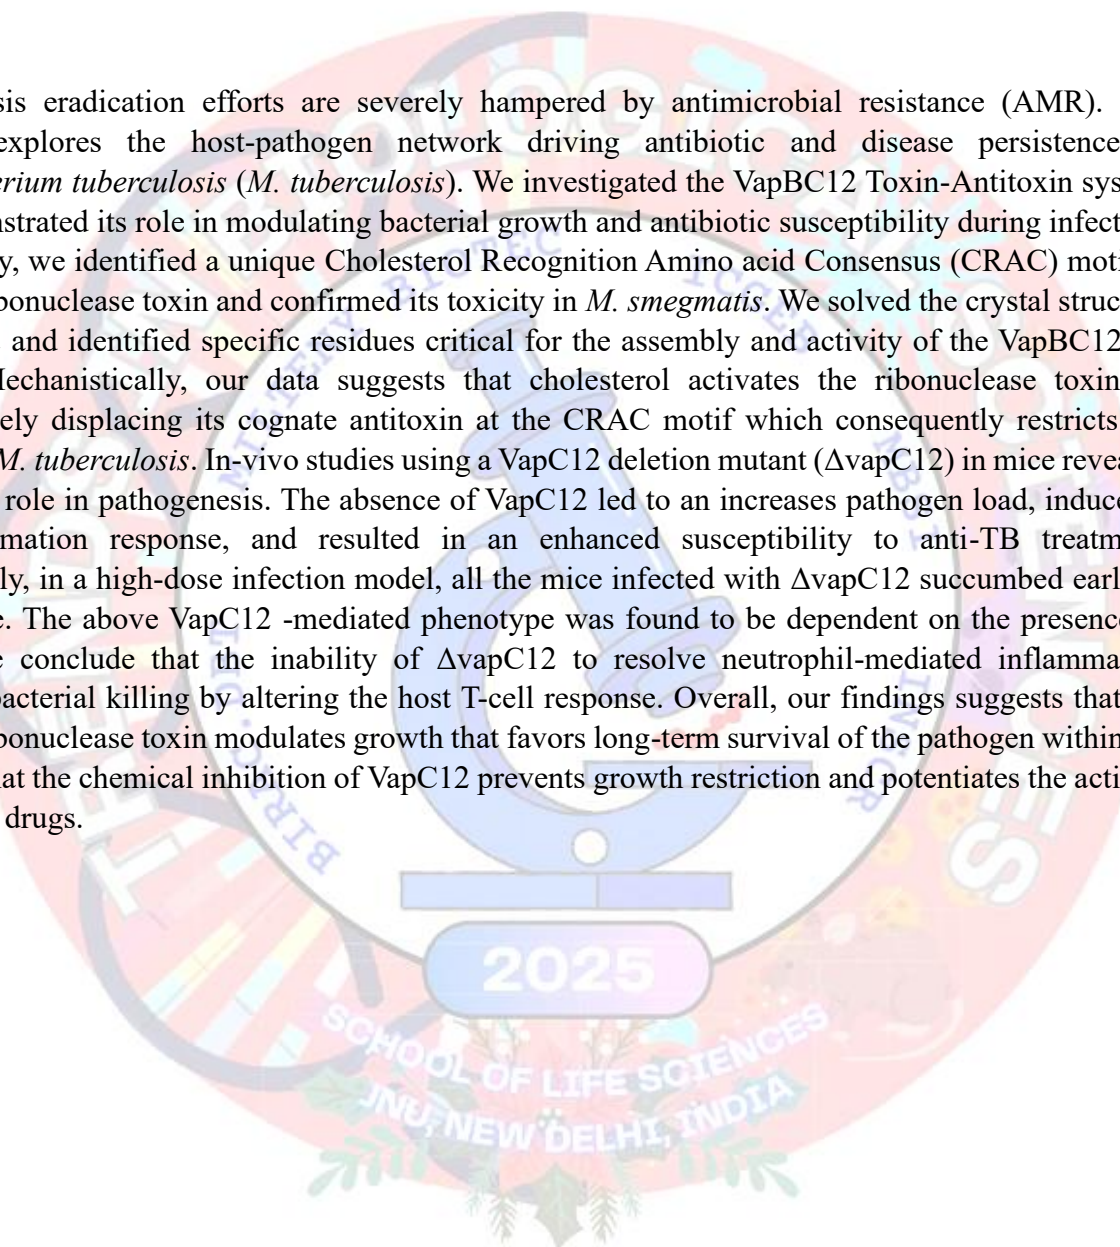 sis eradication efforts are severely hampered by antimicrobial resistance (AMR).
explores the host-pathogen network driving antibiotic and disease persistence
erium tuberculosis (M. tuberculosis). We investigated the VapBC12 Toxin-Antitoxin sys
nstrated its role in modulating bacterial growth and antibiotic susceptibility during infect
y, we identified a unique Cholesterol Recognition Amino acid Consensus (CRAC) moti
bonuclease toxin and confirmed its toxicity in M. smegmatis. We solved the crystal struc
and identified specific residues critical for the assembly and activity of the VapBC12
Mechanistically, our data suggests that cholesterol activates the ribonuclease toxin
ely displacing its cognate antitoxin at the CRAC motif which consequently restricts
M. tuberculosis. In-vivo studies using a VapC12 deletion mutant (ΔvapC12) in mice revea
role in pathogenesis. The absence of VapC12 led to an increases pathogen load, induce
mation response, and resulted in an enhanced susceptibility to anti-TB treatm
ly, in a high-dose infection model, all the mice infected with ΔvapC12 succumbed earl
e. The above VapC12 -mediated phenotype was found to be dependent on the presence
e conclude that the inability of ΔvapC12 to resolve neutrophil-mediated inflamma
bacterial killing by altering the host T-cell response. Overall, our findings suggests that
bonuclease toxin modulates growth that favors long-term survival of the pathogen within
at the chemical inhibition of VapC12 prevents growth restriction and potentiates the acti
drugs.
TRENDS IN BIOLOGICAL SCIENCES
2025
SCHOOL OF LIFE SCIENCES
JNU, NEW DELHI, INDIA